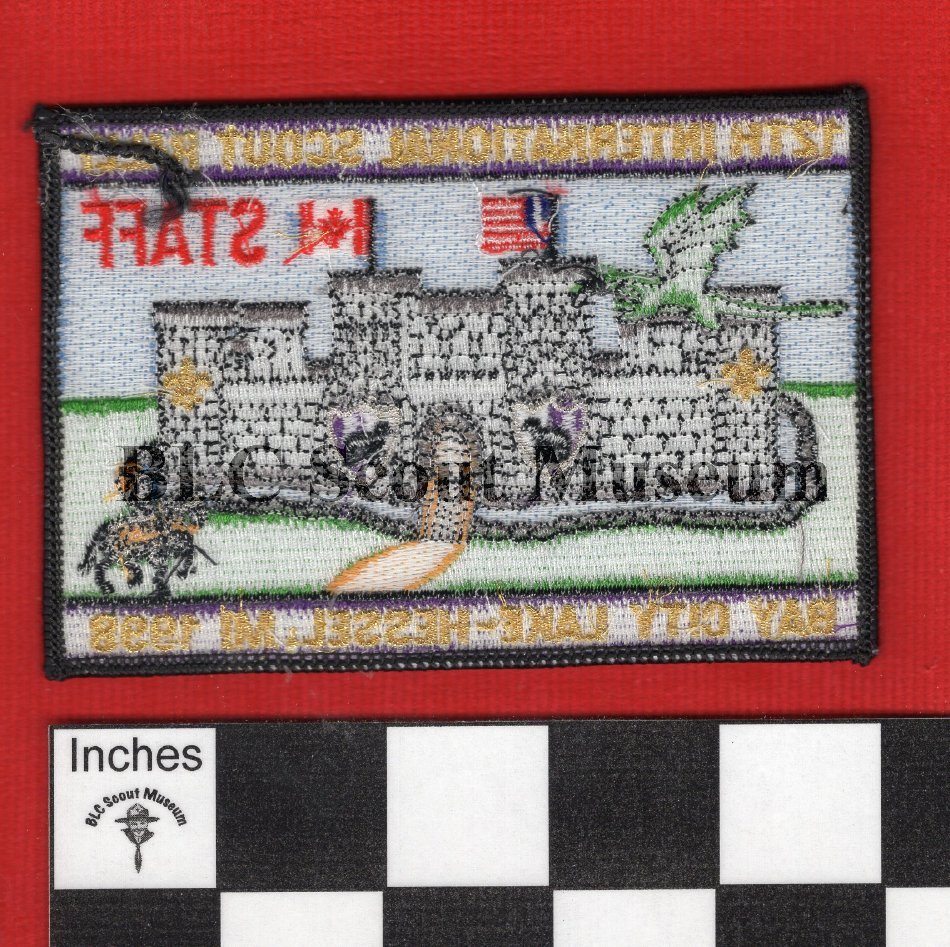 12TH INTERNATIONAL SCOUT
STAFF
BLC Scout Museum
BAY CITY LAKE-HESSEL, MI. 1998
Inches
BLC Scout Museum